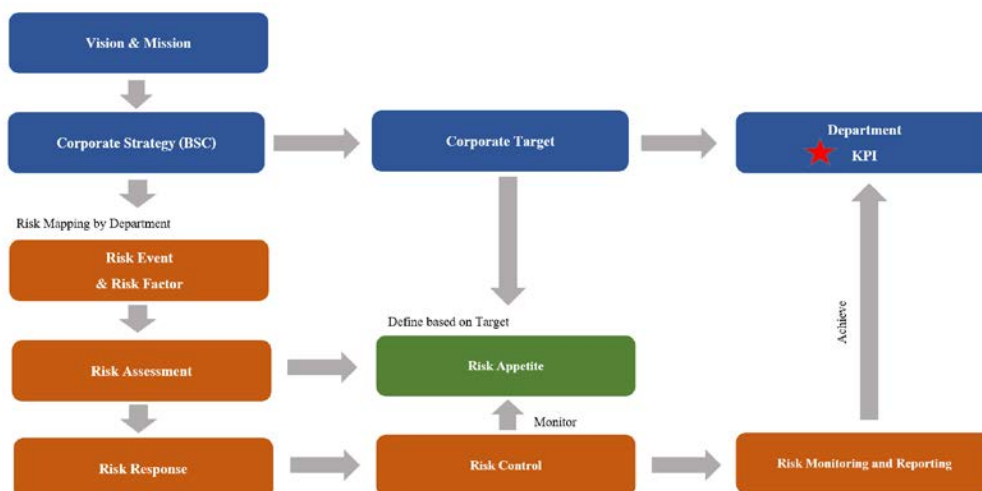 Vision & Mission
Corporate Strategy (BSC)
Corporate Target
Department
KPI
Risk Mapping by Department
Risk Event
& Risk Factor
Define based on Target
Achieve
Risk Assessment
Risk Appetite
Monitor
Risk Response
Risk Control
Risk Monitoring and Reporting